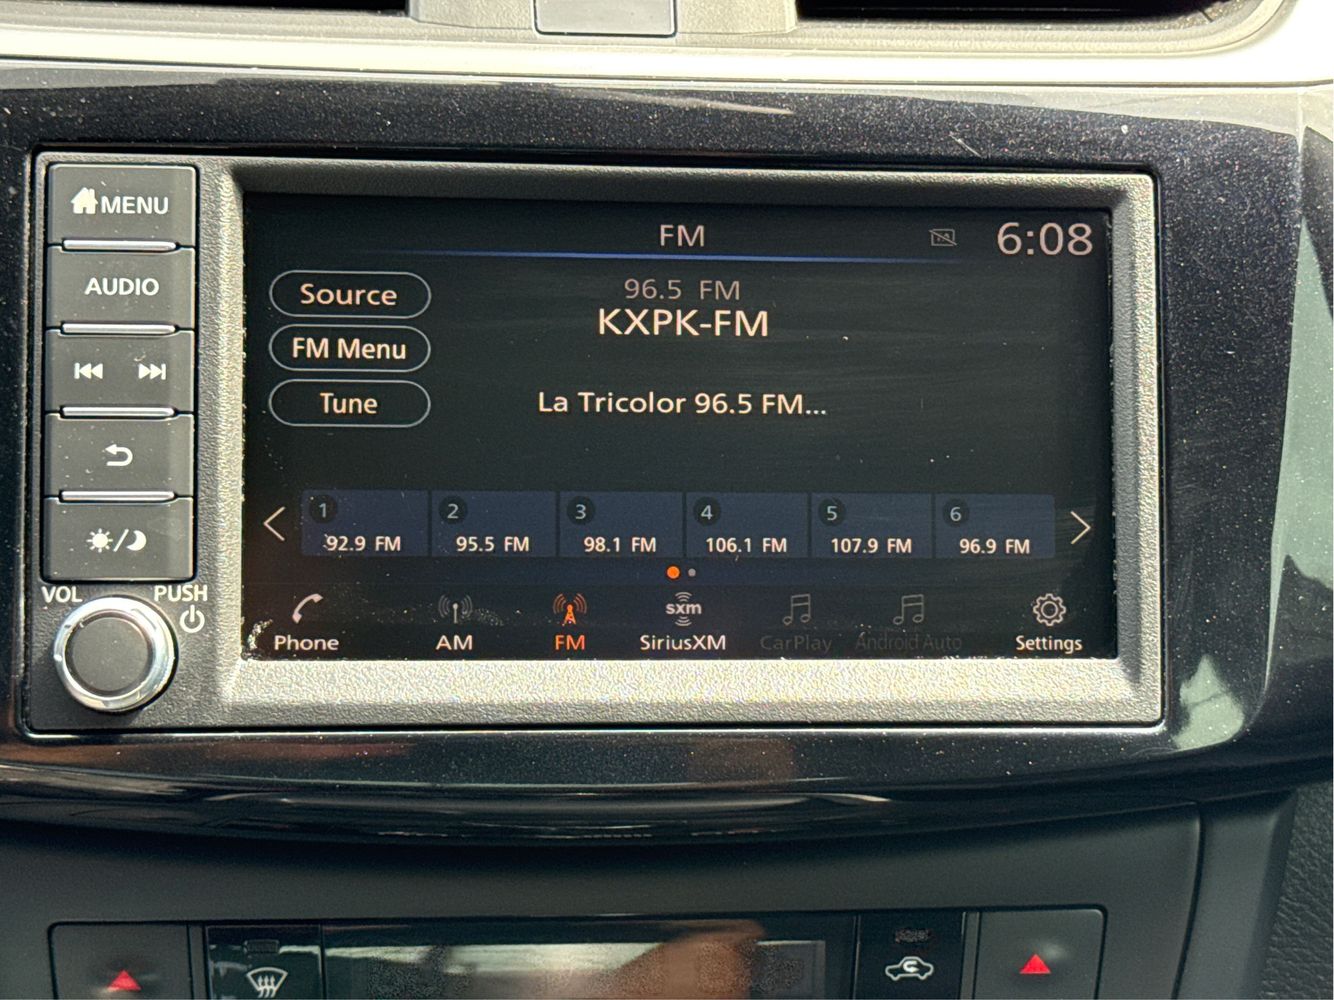 MENU
AUDIO
VOL
PUSH
FM
6:08
Source
FM Menu
Tune
96.5 FM
KXPK-FM
La Tricolor 96.5 FM...
1
92.9 FM
2
95.5 FM
3
98.1 FM
4
106.1 FM
5
107.9 FM
6
96.9 FM
Phone
AM
FM
sxm
SiriusXM
CarPlay
Android Auto
Settings